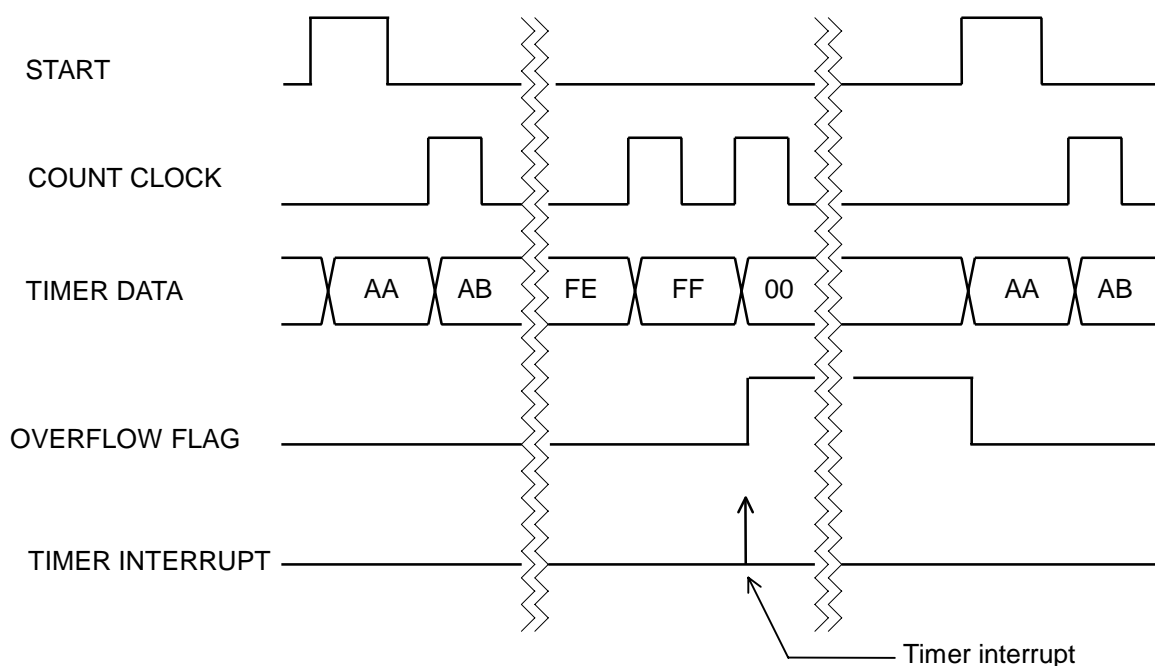 START
COUNT CLOCK
TIMER DATA AA AB FE FF 00 AA AB
OVERFLOW FLAG
TIMER INTERRUPT
Timer interrupt